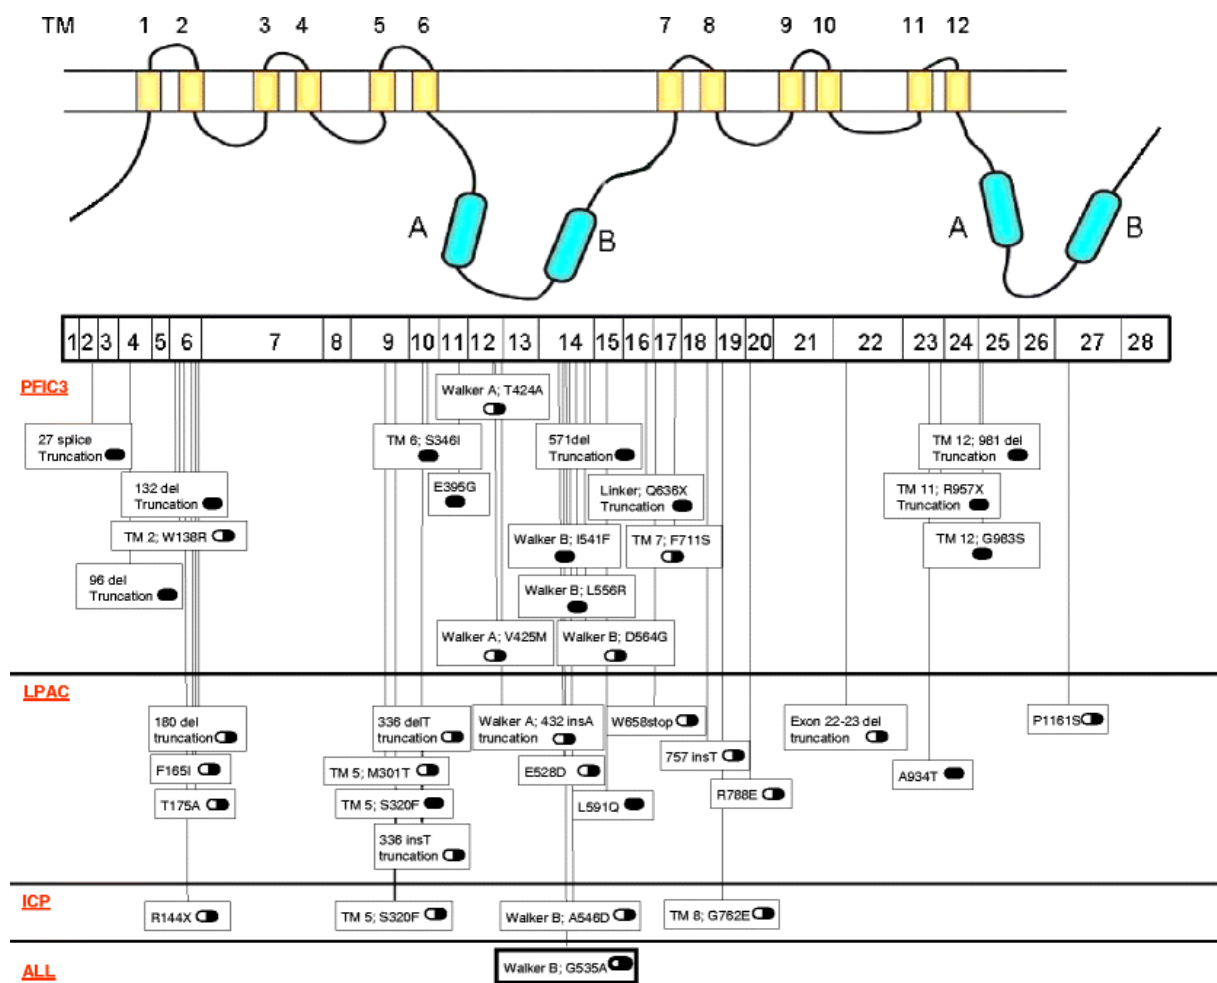 TM 1 2 3 4 5 6 7 8 9 10 11 12
A B A B
1 2 3 4 5 6 7 8 9 10 11 12 13 14 15 16 17 18 19 20 21 22 23 24 25 26 27 28
PFIC3
Walker A; T424A
27 splice
Truncation
TM 6; S346I
571del
Truncation
TM 12; 981 del
Truncation
132 del
Truncation
E395G
Linker; Q636X
Truncation
TM 11; R957X
Truncation
TM 2; W138R
Walker B; I541F
TM 7; F711S
TM 12; G983S
96 del
Truncation
Walker B; L556R
Walker A; V425M
Walker B; D564G
LPAC
180 del
truncation
336 delT
truncation
Walker A; 432 insA
truncation
W658stop
Exon 22-23 del
truncation
P1161S
F165I
TM 5; M301T
E528D
757 insT
A934T
T175A
TM 5; S320F
L591Q
R788E
336 insT
truncation
ICP
R144X
TM 5; S320F
Walker B; A546D
TM 8; G762E
ALL
Walker B; G535A